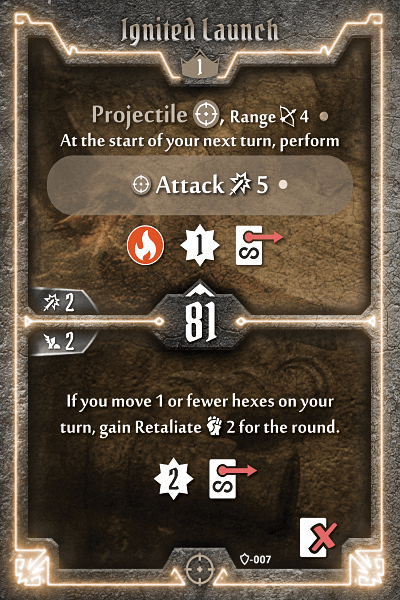 Ignited Launch
1
Projectile, Range 4
At the start of your next turn, perform
Attack 5
1
2
81
2
If you move 1 or fewer hexes on your
turn, gain Retaliate 2 for the round.
2
-007